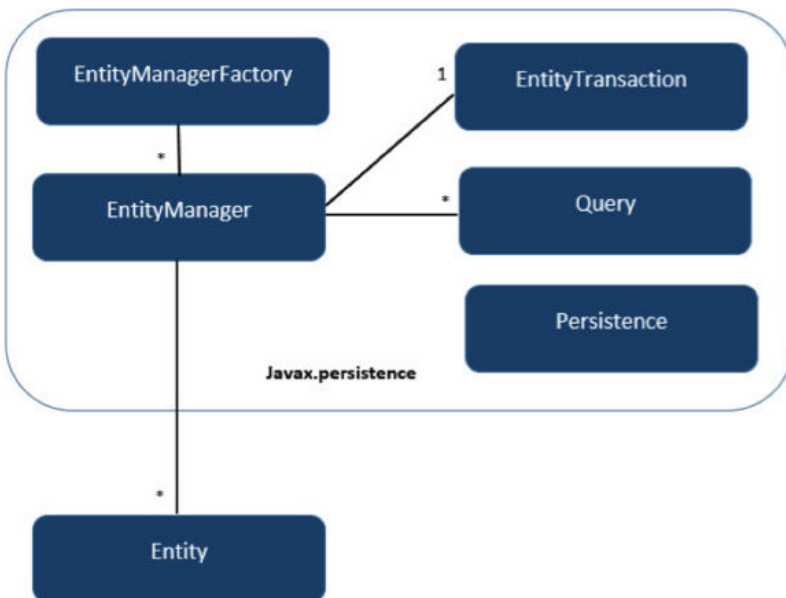 EntityManagerFactory
1
EntityTransaction
*
EntityManager
*
Query
Persistence
Javax.persistence
*
Entity